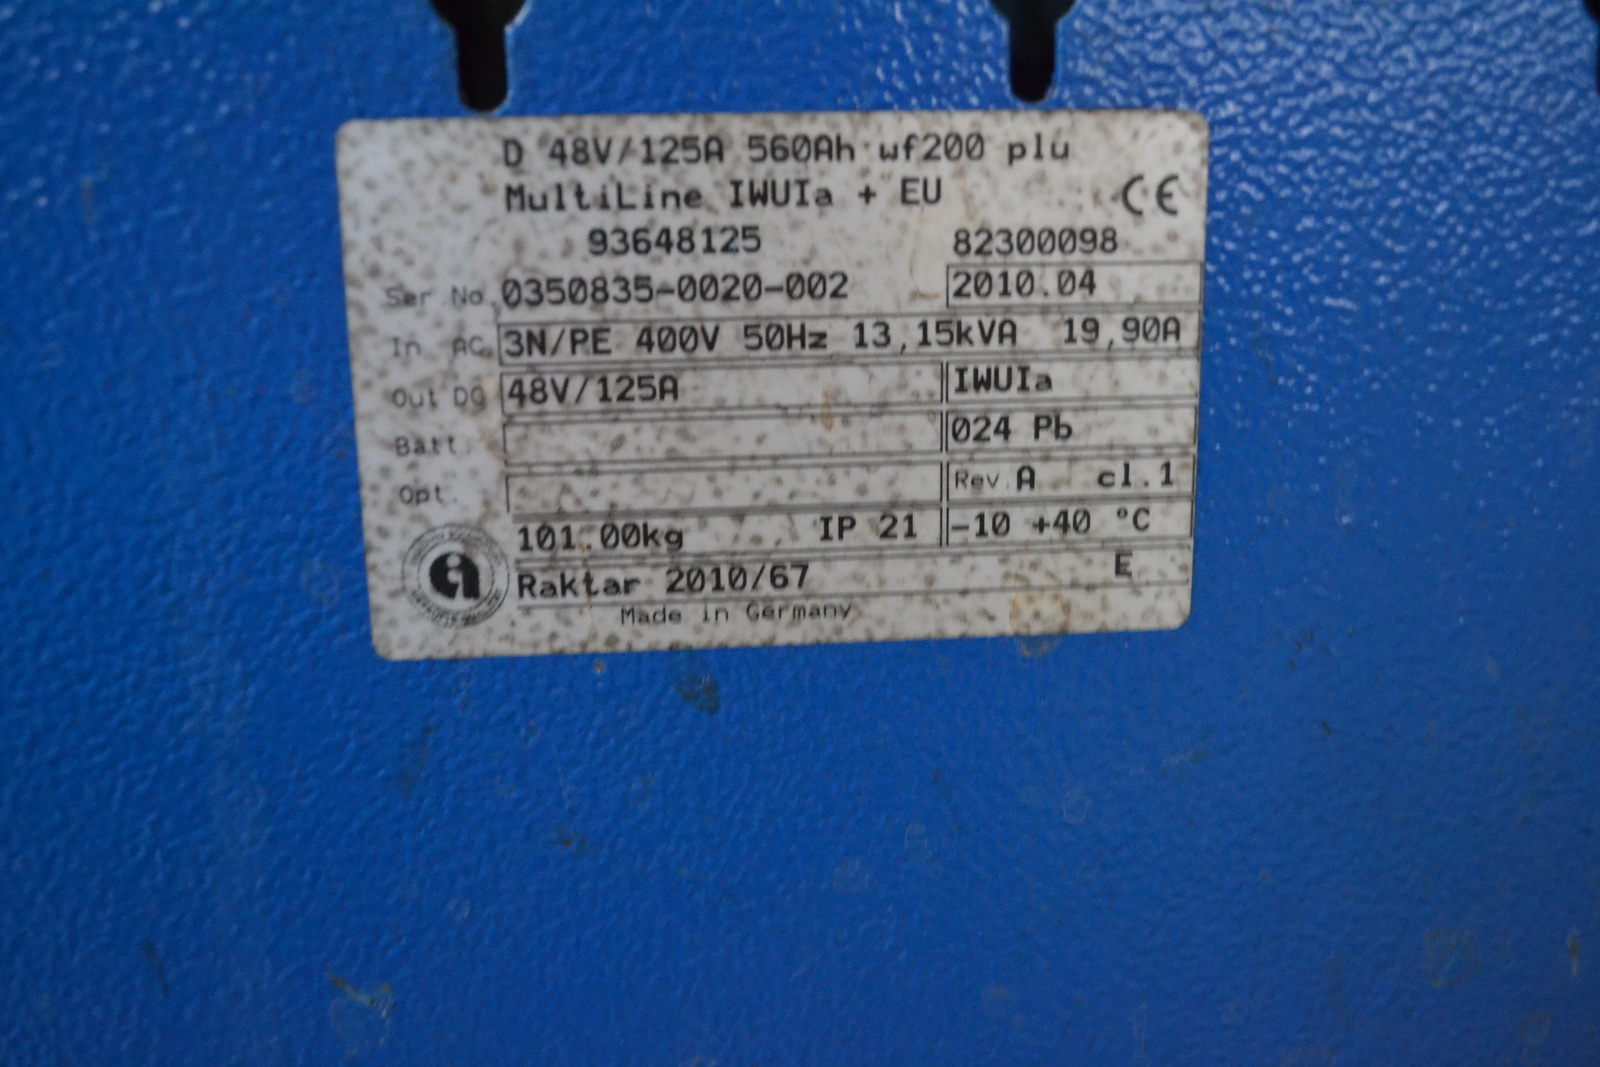 D 48V/125A 560Ah wf200 plu
MultiLine IWUIa + EU CE
93648125 82300098
Ser.No. 0350835-0020-002 2010.04
In AC 3N/PE 400V 50Hz 13,15kVA 19,90A
Out DC 48V/125A IWUIa
Batt. 024 Pb
Opt. Rev.A cl.1
101.00kg IP 21 -10 +40 °C
Raktar 2010/67 E
Made in Germany